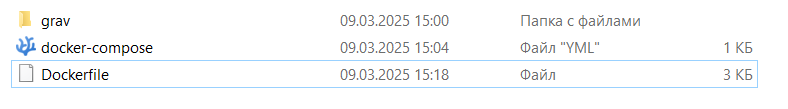 grav 09.03.2025 15:00 Папка с файлами
docker-compose 09.03.2025 15:04 Файл "YML" 1 КБ
Dockerfile 09.03.2025 15:18 Файл 3 КБ